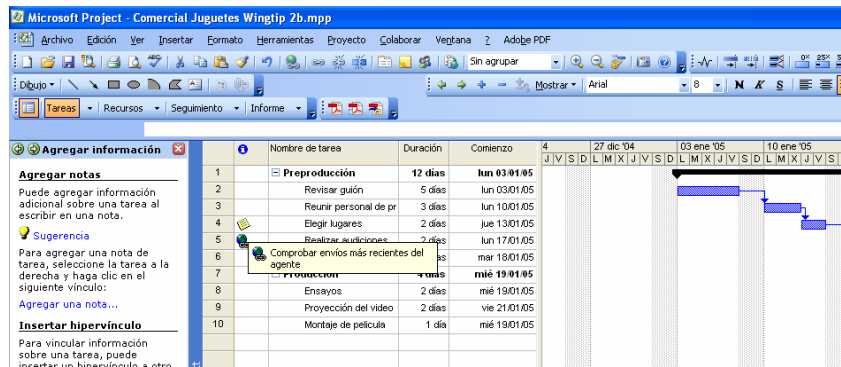 Microsoft Project - Comercial Juguetes Wingtip 2b.mpp
Archivo Edición Ver Insertar Formato Herramientas Proyecto Colaborar Ventana ? Adobe PDF
Sin agrupar
Dibujo Mostrar Arial 8 N K S
Tareas Recursos Seguimiento Informe
Agregar información
Nombre de tarea Duración Comienzo 4 27 dic '04 03 ene '05 10 ene '05
J V S D L M X J V S D L M X J V S D L M X J V S
Agregar notas
Puede agregar información
adicional sobre una tarea al
escribir en una nota.
Sugerencia
Para agregar una nota de
tarea, seleccione la tarea a la
derecha y haga clic en el
siguiente vínculo:
Agregar una nota...
Insertar hipervínculo
Para vincular información
sobre una tarea, puede
insertar un hipervínculo a otro
1 Preproducción 12 días lun 03/01/05
2 Revisar guión 5 días lun 03/01/05
3 Reunir personal de pr 3 días lun 10/01/05
4 Elegir lugares 2 días jue 13/01/05
5 Realizar audiciones 2 días lun 17/01/05
6 mar 18/01/05
Comprobar envíos más recientes del
agente
7 Producción 4 días mié 19/01/05
8 Ensayos 2 días mié 19/01/05
9 Proyección del video 2 días vie 21/01/05
10 Montaje de pelicula 1 día mié 19/01/05